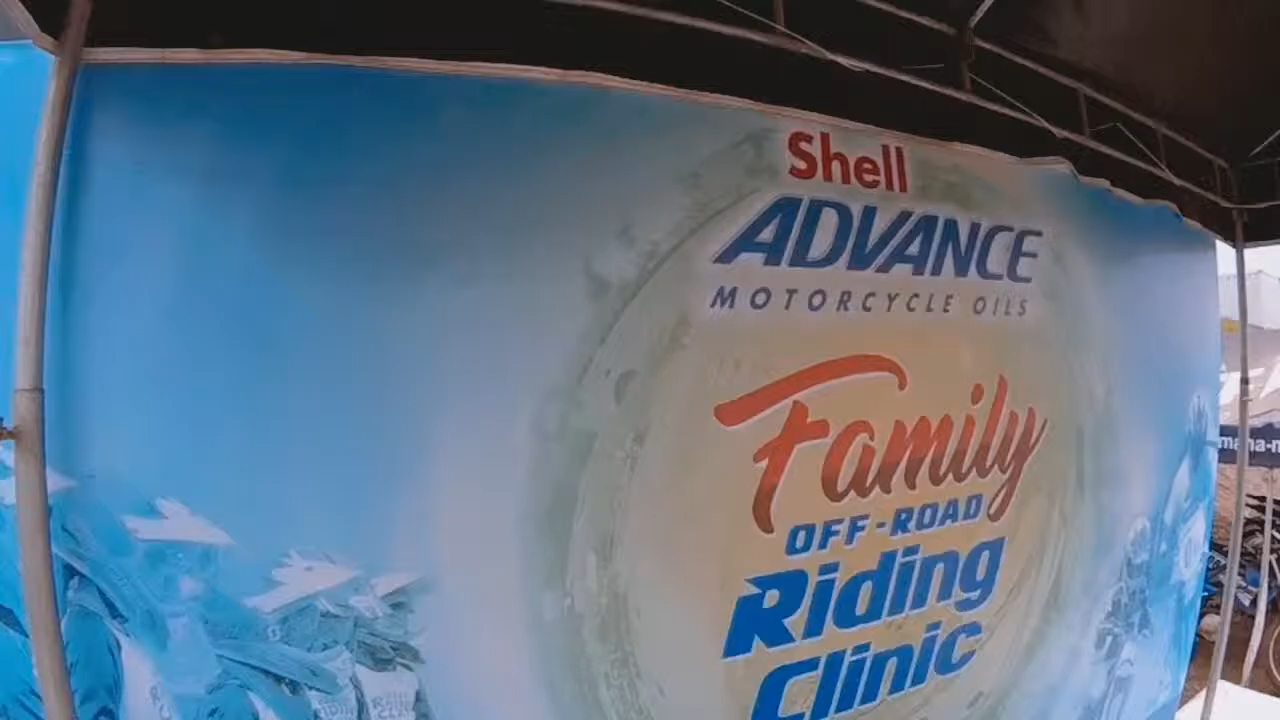 Shell
ADVANCE
MOTORCYCLE OILS
Family
OFF-ROAD
Riding
Clinic